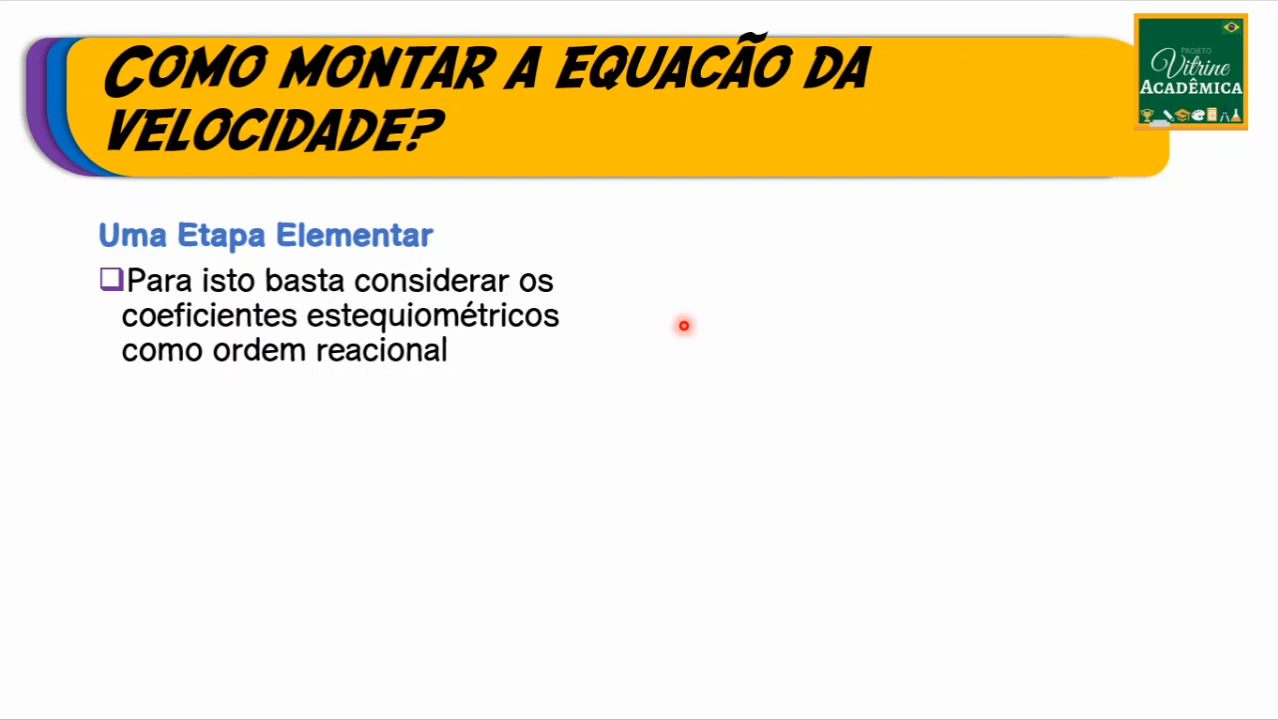 Como montar a equacão da
velocidade?
PROJETO
Vitrine
ACADÊMICA
Uma Etapa Elementar
Para isto basta considerar os
coeficientes estequiométricos
como ordem reacional